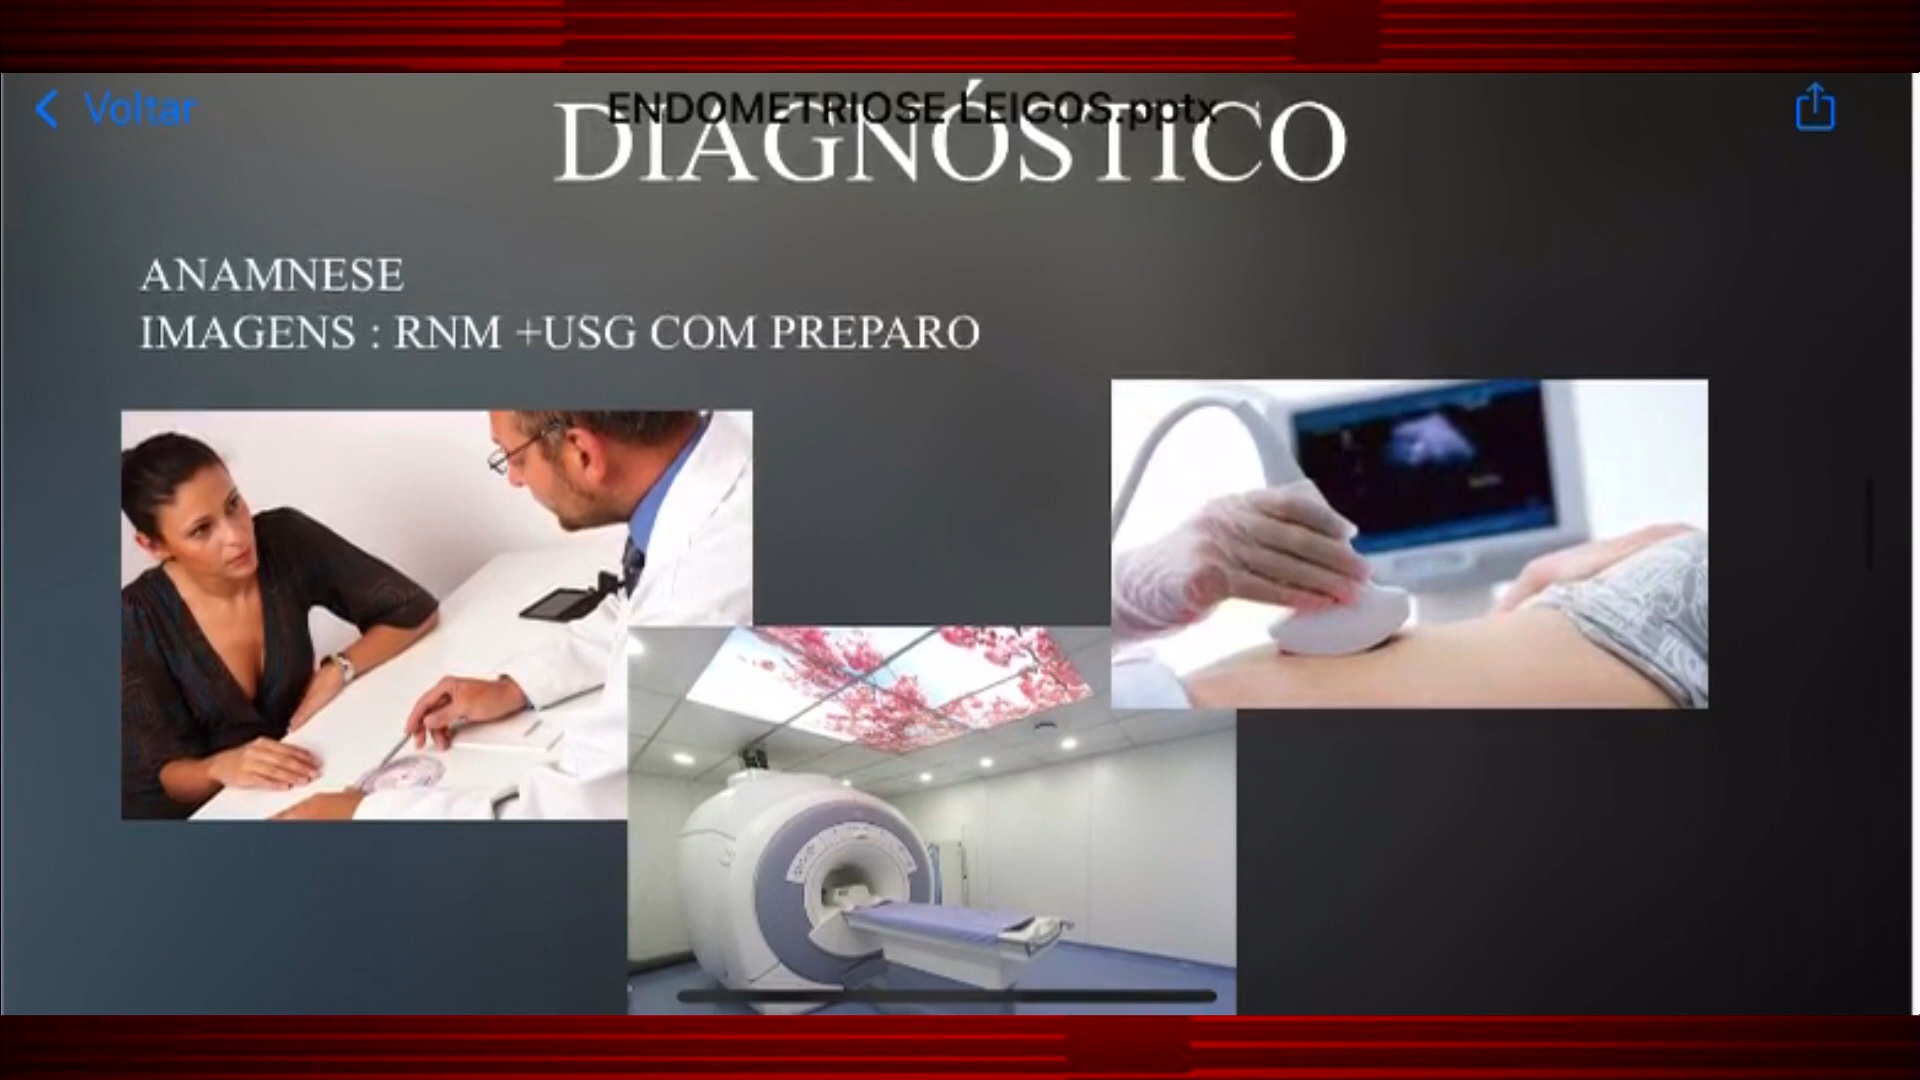 Voltar
ENDOMETRIOSE LEIGOS.pptx
DIAGNÓSTICO
ANAMNESE
IMAGENS : RNM +USG COM PREPARO